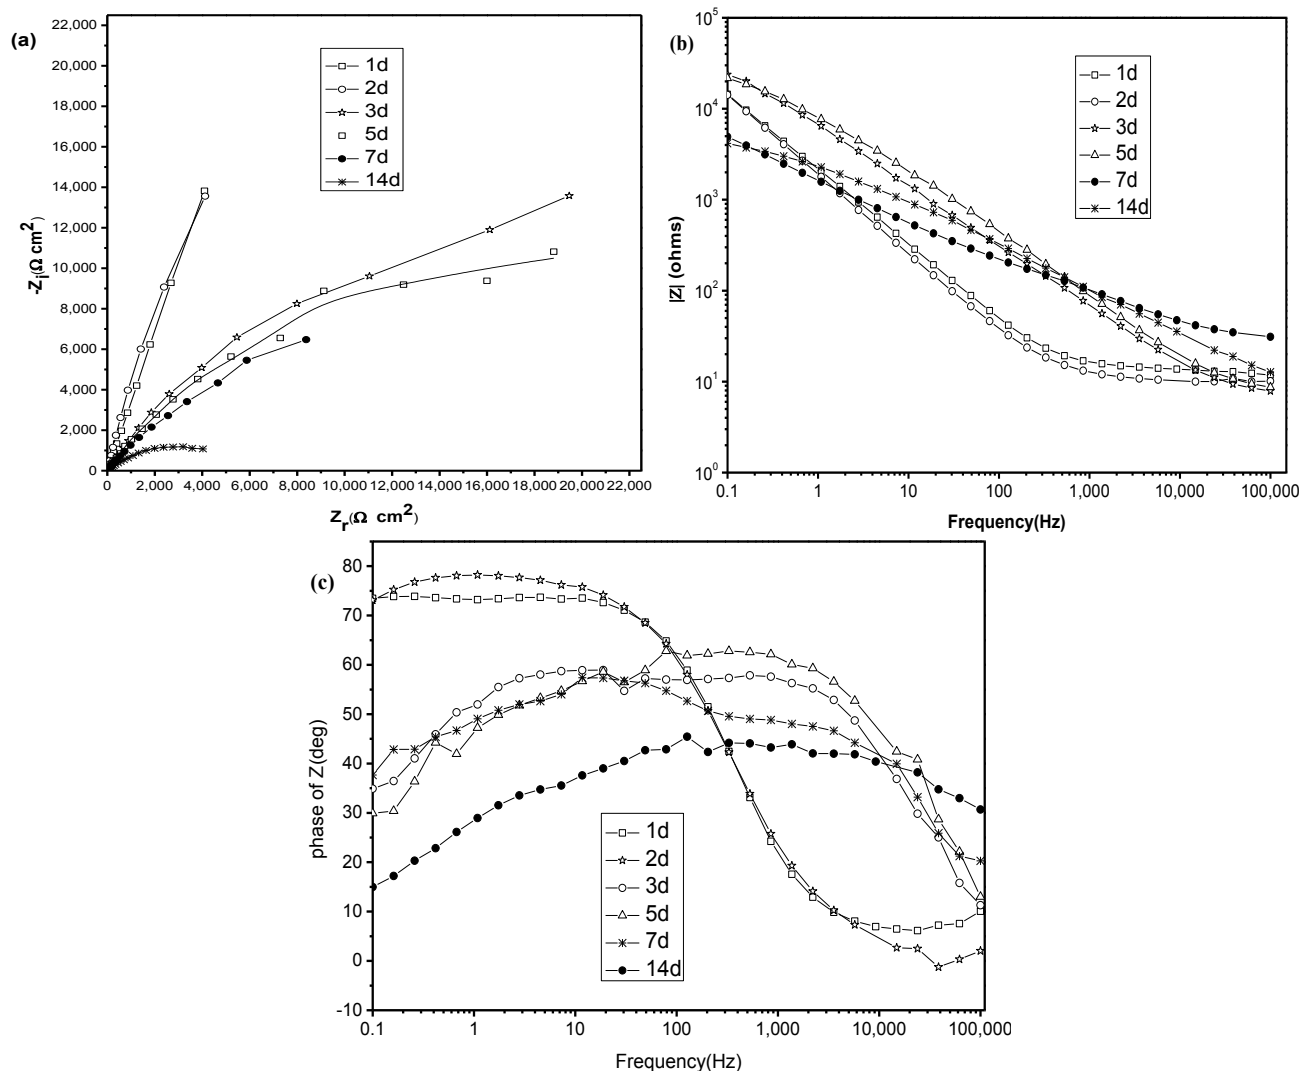 (a)
22,000
20,000
18,000
16,000
14,000
12,000
10,000
8,000
6,000
4,000
2,000
0
-Zi(Ω cm2)
1d
2d
3d
5d
7d
14d
0 2,000 4,000 6,000 8,000 10,000 12,000 14,000 16,000 18,000 20,000 22,000
Zr(Ω cm2)
(b)
10^5
10^4
10^3
10^2
10^1
10^0
|Z| (ohms)
1d
2d
3d
5d
7d
14d
0.1 1 10 100 1,000 10,000 100,000
Frequency(Hz)
(c)
80
70
60
50
40
30
20
10
0
-10
phase of Z(deg)
1d
2d
3d
5d
7d
14d
0.1 1 10 100 1,000 10,000 100,000
Frequency(Hz)